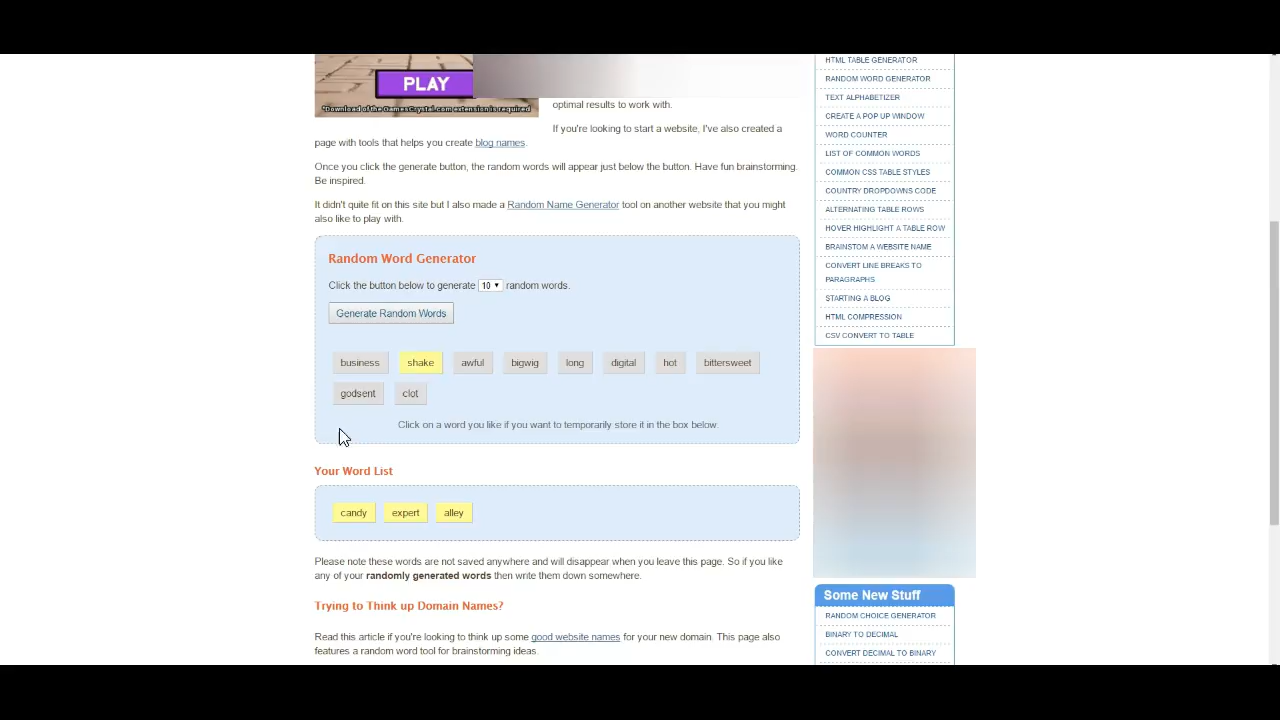 PLAY
*Download of the GamesCrystal.com extension is required
optimal results to work with.
If you're looking to start a website, I've also created a
page with tools that helps you create blog names.
Once you click the generate button, the random words will appear just below the button. Have fun brainstorming.
Be inspired.
It didn't quite fit on this site but I also made a Random Name Generator tool on another website that you might
also like to play with.
Random Word Generator
Click the button below to generate 10 random words.
Generate Random Words
business shake awful bigwig long digital hot bittersweet
godsent clot
Click on a word you like if you want to temporarily store it in the box below.
Your Word List
candy expert alley
Please note these words are not saved anywhere and will disappear when you leave this page. So if you like
any of your randomly generated words then write them down somewhere.
Trying to Think up Domain Names?
Read this article if you're looking to think up some good website names for your new domain. This page also
features a random word tool for brainstorming ideas.
HTML TABLE GENERATOR
RANDOM WORD GENERATOR
TEXT ALPHABETIZER
CREATE A POP UP WINDOW
WORD COUNTER
LIST OF COMMON WORDS
COMMON CSS TABLE STYLES
COUNTRY DROPDOWNS CODE
ALTERNATING TABLE ROWS
HOVER HIGHLIGHT A TABLE ROW
BRAINSTOM A WEBSITE NAME
CONVERT LINE BREAKS TO
PARAGRAPHS
STARTING A BLOG
HTML COMPRESSION
CSV CONVERT TO TABLE
Some New Stuff
RANDOM CHOICE GENERATOR
BINARY TO DECIMAL
CONVERT DECIMAL TO BINARY